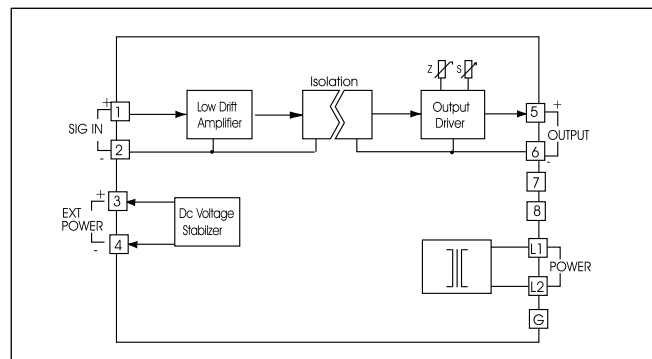 Isolation
Z S
+
1
SIG IN
-
2
Low Drift
Amplifier
Output
Driver
5
+
OUTPUT
6
-
7
8
+
3
EXT
POWER
-
4
Dc Voltage
Stabilzer
L1
POWER
L2
G